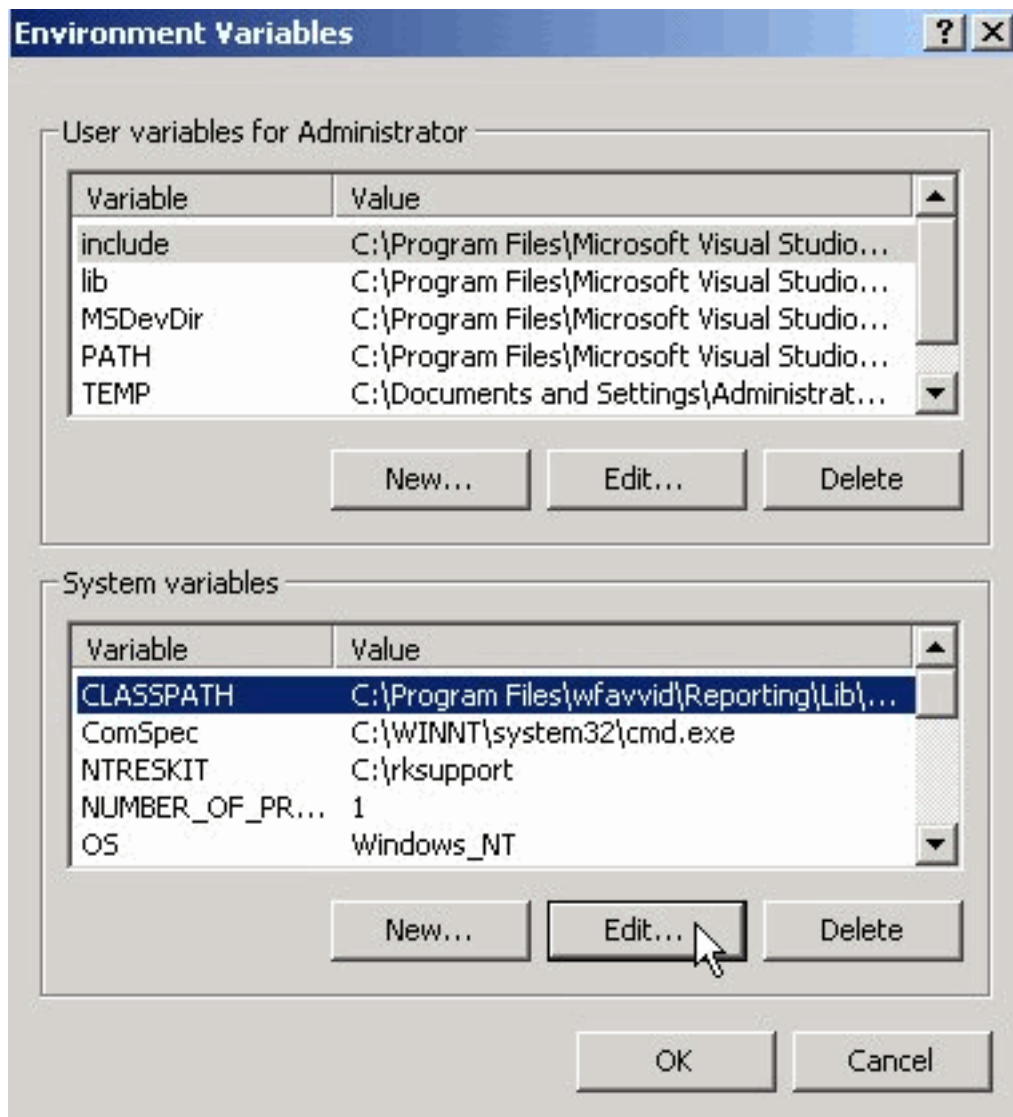 Environment Variables
User variables for Administrator
Variable Value
include C:\Program Files\Microsoft Visual Studio...
lib C:\Program Files\Microsoft Visual Studio...
MSDevDir C:\Program Files\Microsoft Visual Studio...
PATH C:\Program Files\Microsoft Visual Studio...
TEMP C:\Documents and Settings\Administrat...
New... Edit... Delete
System variables
Variable Value
CLASSPATH C:\Program Files\wfavvid\Reporting\Lib\...
ComSpec C:\WINNT\system32\cmd.exe
NTRESKIT C:\rksupport
NUMBER_OF_PR... 1
OS Windows_NT
New... Edit... Delete
OK Cancel